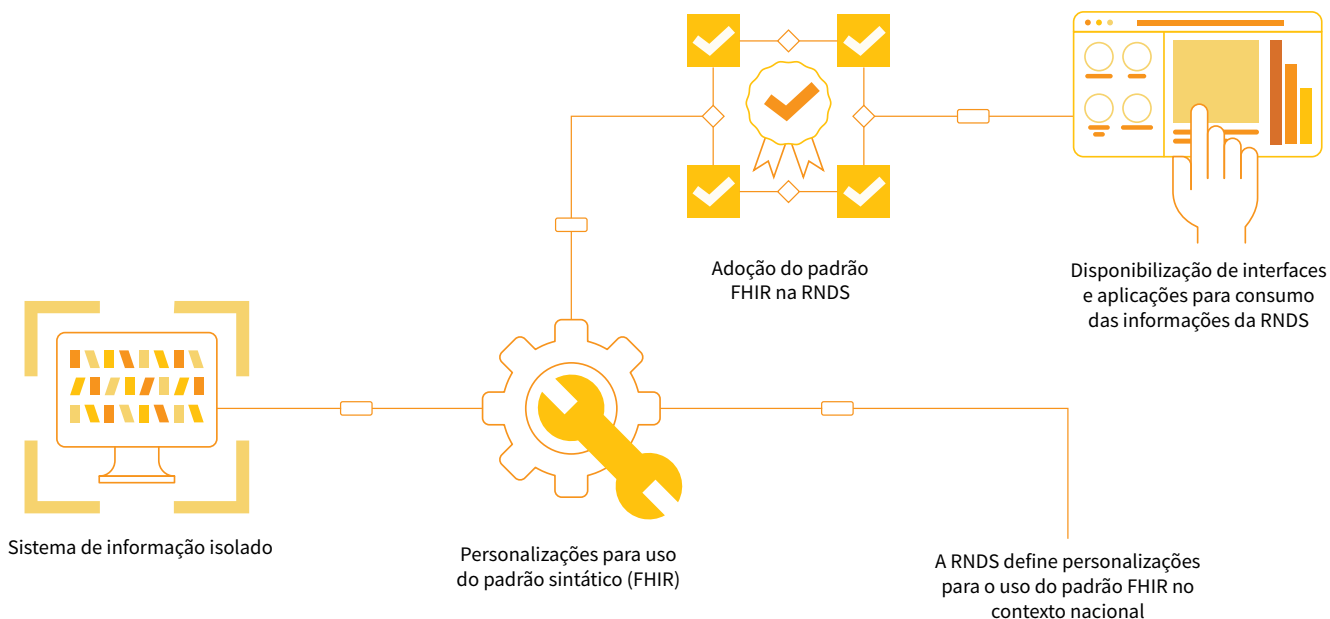 Adoção do padrão
FHIR na RNDS
Disponibilização de interfaces
e aplicações para consumo
das informações da RNDS
Sistema de informação isolado
Personalizações para uso
do padrão sintático (FHIR)
A RNDS define personalizações
para o uso do padrão FHIR no
contexto nacional